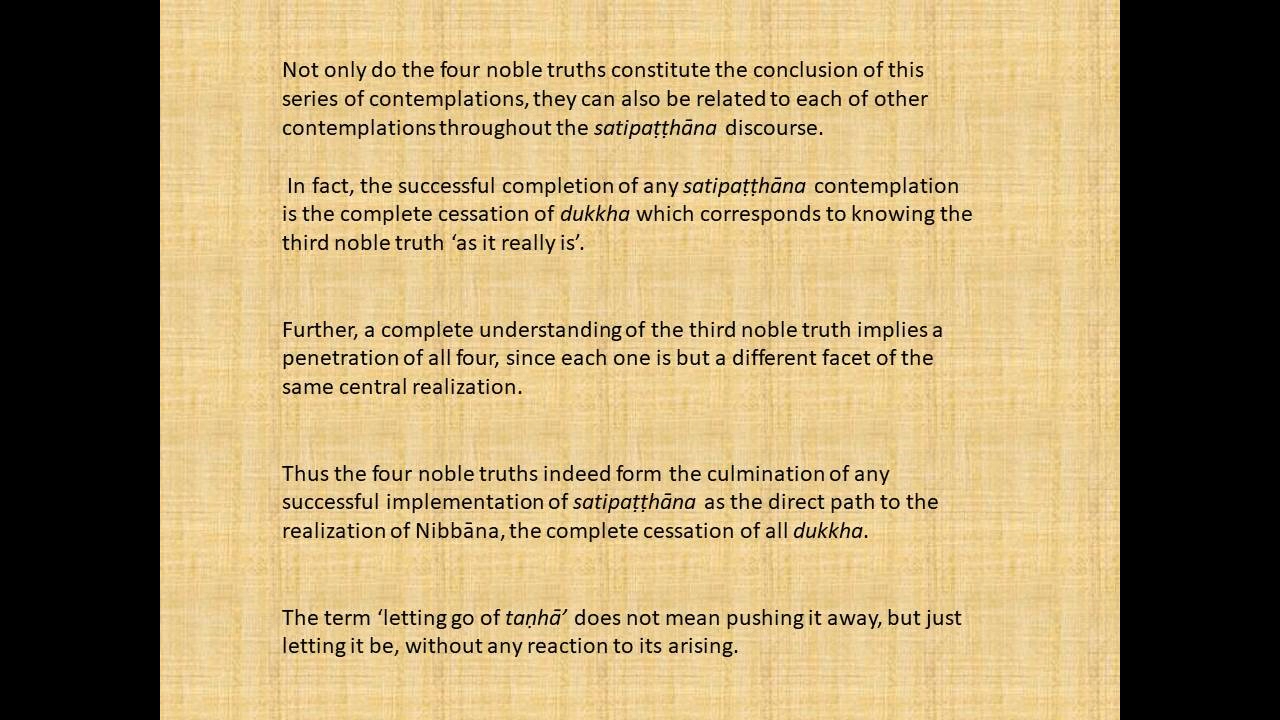 Not only do the four noble truths constitute the conclusion of this
series of contemplations, they can also be related to each of other
contemplations throughout the satipaṭṭhāna discourse.
In fact, the successful completion of any satipaṭṭhāna contemplation
is the complete cessation of dukkha which corresponds to knowing the
third noble truth ‘as it really is’.
Further, a complete understanding of the third noble truth implies a
penetration of all four, since each one is but a different facet of the
same central realization.
Thus the four noble truths indeed form the culmination of any
successful implementation of satipaṭṭhāna as the direct path to the
realization of Nibbāna, the complete cessation of all dukkha.
The term ‘letting go of taṇhā’ does not mean pushing it away, but just
letting it be, without any reaction to its arising.